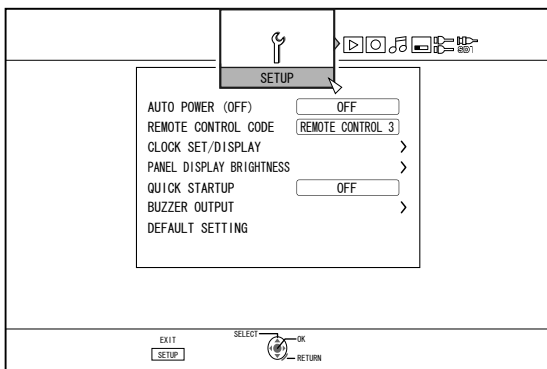 SETUP
AUTO POWER (OFF) OFF
REMOTE CONTROL CODE REMOTE CONTROL 3
CLOCK SET/DISPLAY
PANEL DISPLAY BRIGHTNESS
QUICK STARTUP OFF
BUZZER OUTPUT
DEFAULT SETTING
EXIT
SETUP
SELECT
OK
RETURN